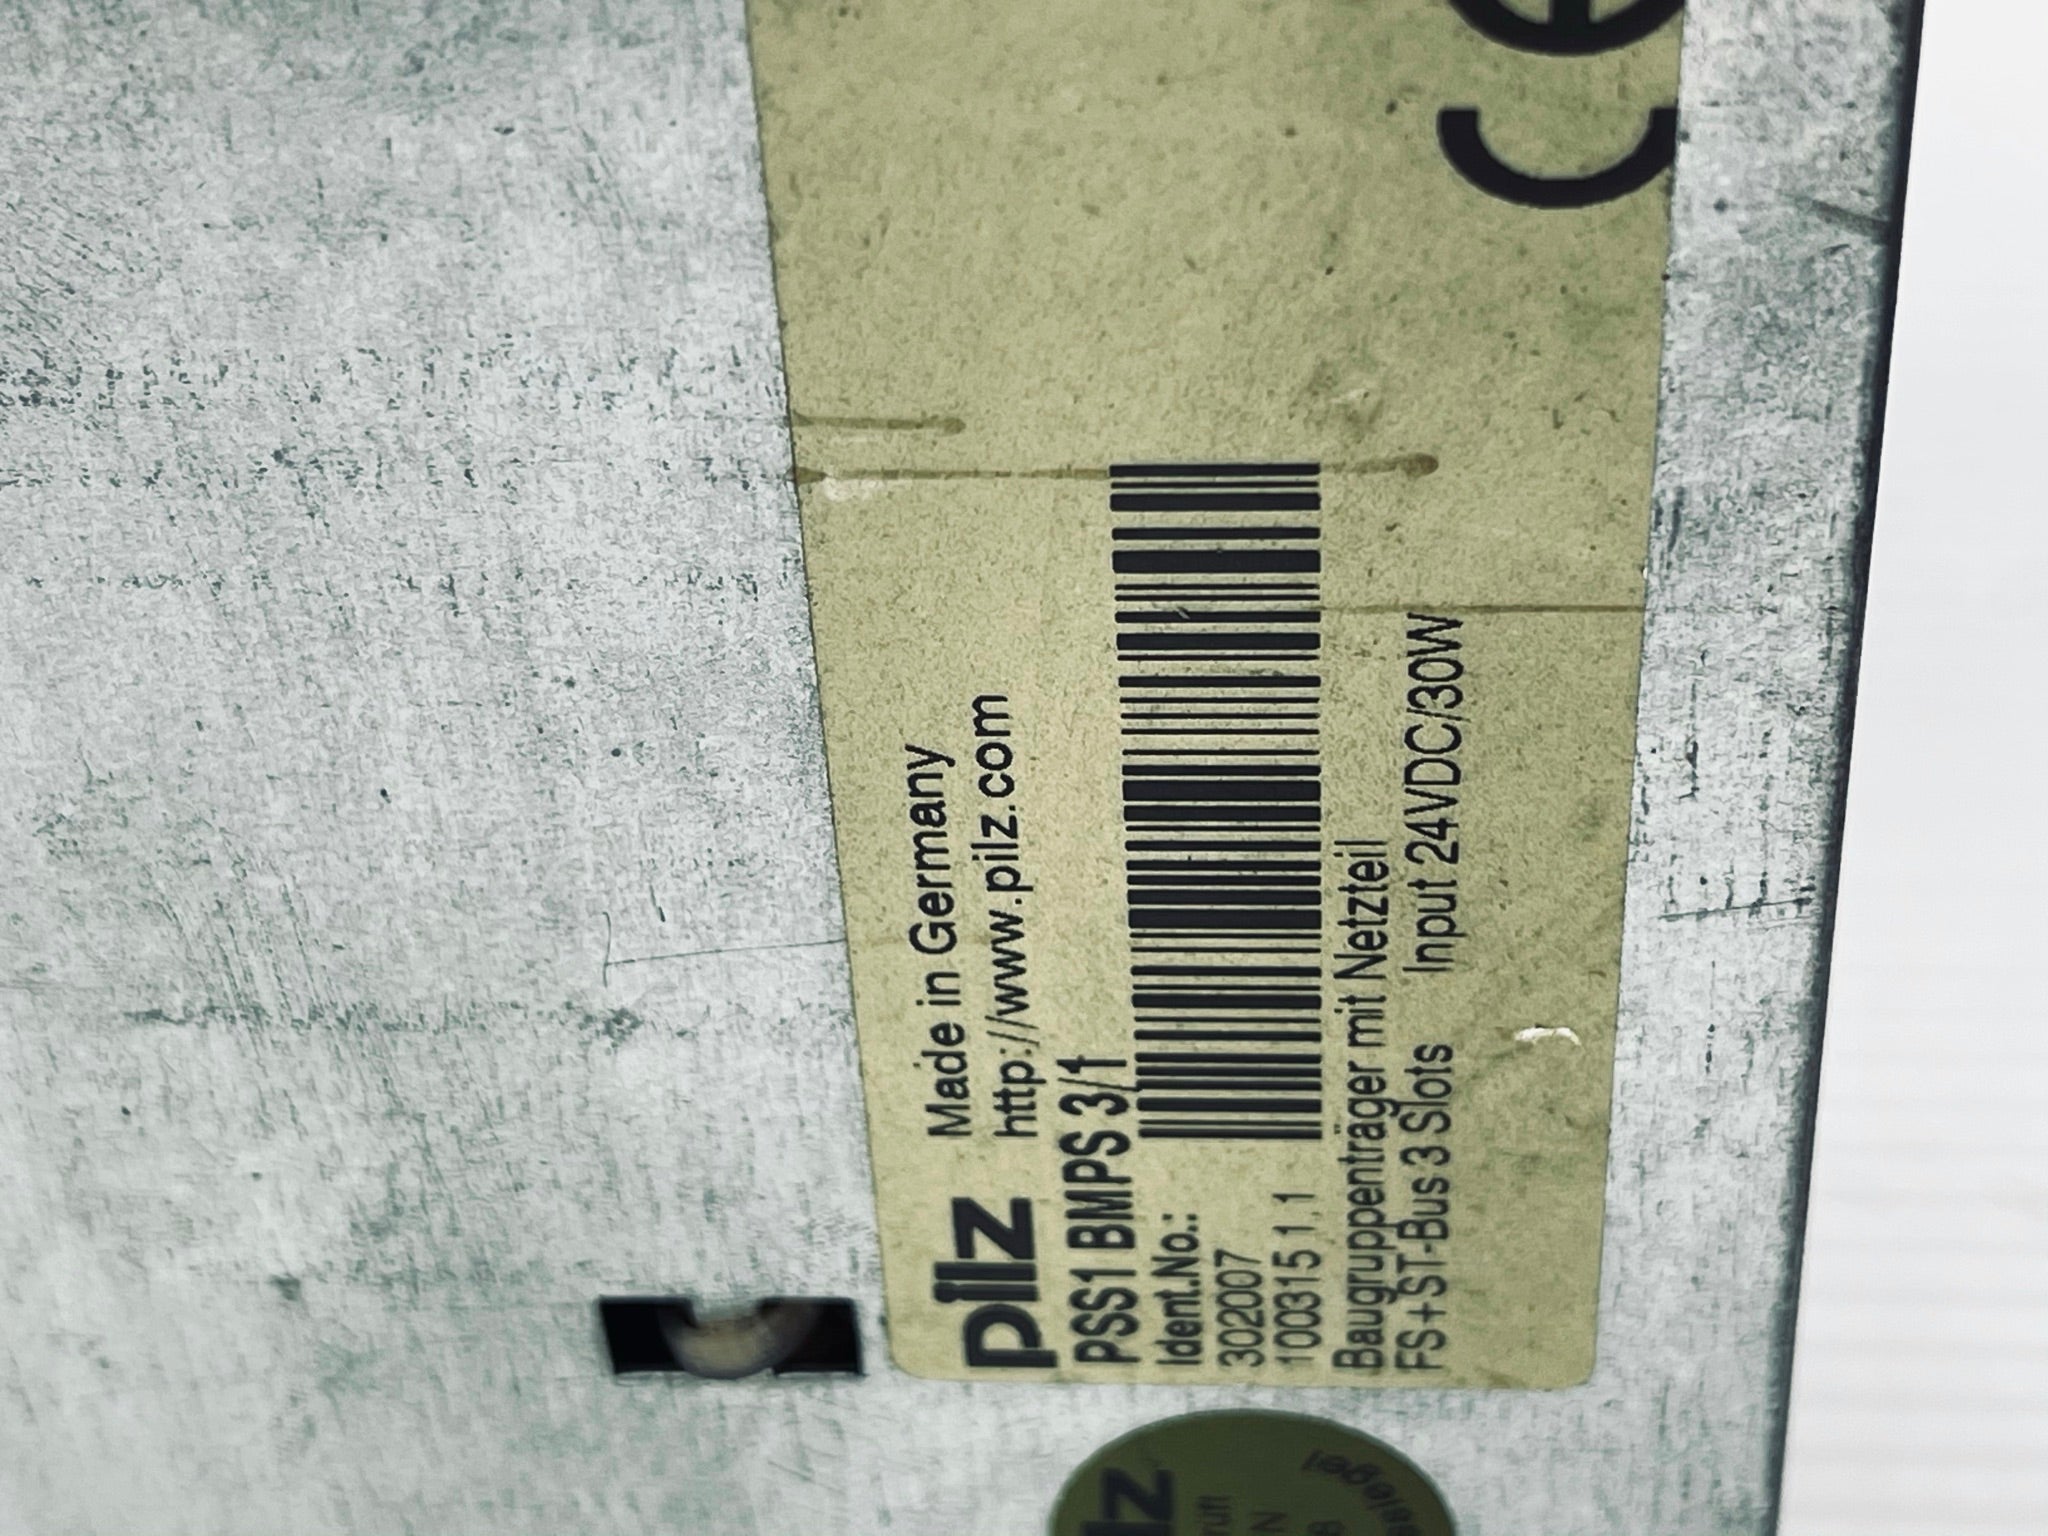 pilz
Made in Germany
http://www.pilz.com
PSS1 BMPS 3/1
Ident.No.:
302007
100315 1.1
Baugruppenträger mit Netzteil
FS+ST-Bus 3 Slots Input 24VDC/30W
CE